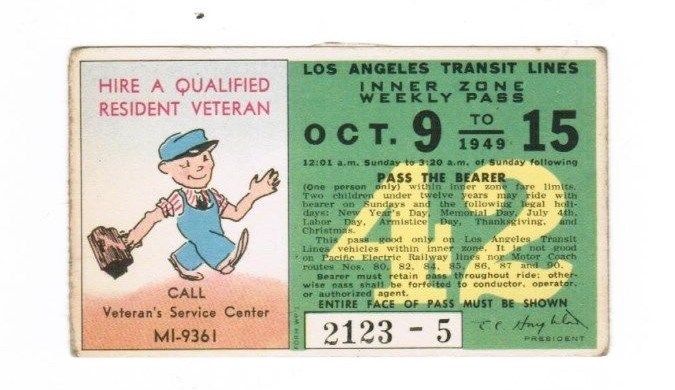 HIRE A QUALIFIED
RESIDENT VETERAN
CALL
Veteran's Service Center
MI-9361
LOS ANGELES TRANSIT LINES
INNER ZONE
WEEKLY PASS
OCT. 9 TO 1949 15
12:01 a.m. Sunday to 3:20 a.m. of Sunday following
PASS THE BEARER
(One person only) within inner zone fare limits.
Two children under twelve years may ride with
bearer on Sundays and the following legal holi-
days: New Year's Day, Memorial Day, July 4th,
Labor Day, Armistice Day, Thanksgiving, and
Christmas.
This pass good only on Los Angeles Transit
Lines vehicles within inner zone. It is not good
on Pacific Electric Railway lines nor Motor Coach
routes Nos. 80, 82, 84, 85, 86, 87 and 90.
Bearer must retain pass throughout ride; other-
wise pass shall be forfeited to conductor, operator,
or authorized agent.
42
ENTIRE FACE OF PASS MUST BE SHOWN
2123 - 5
PRESIDENT